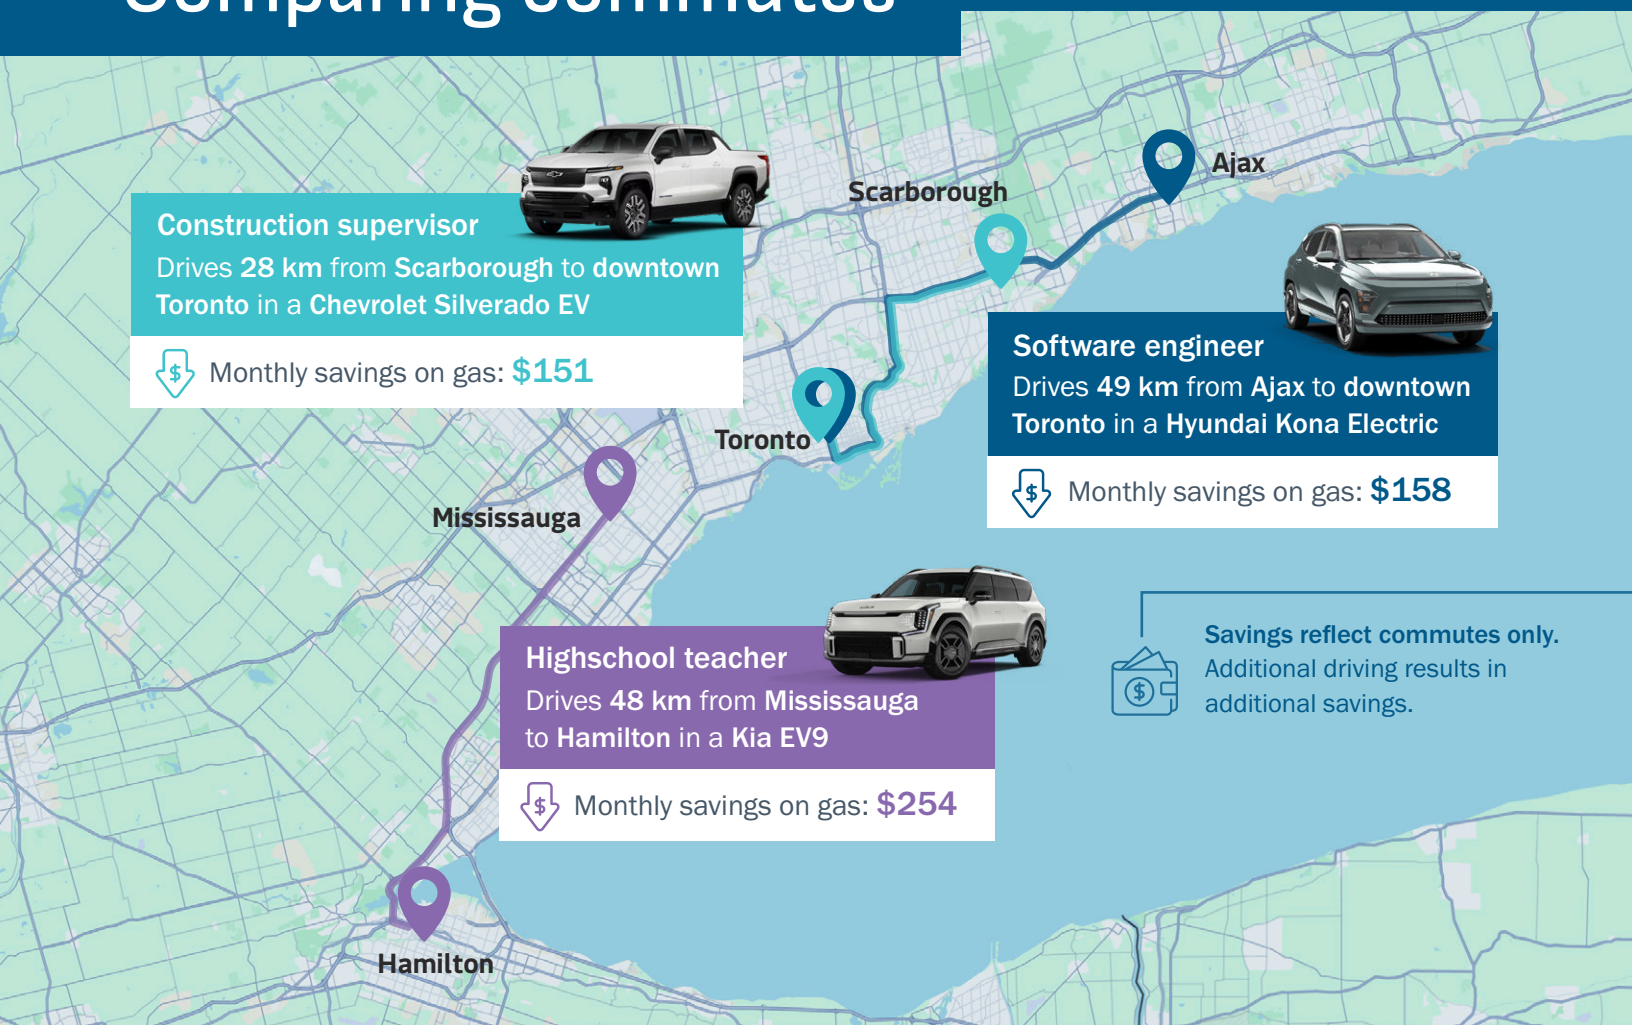 Comparing commutes
Ajax
Scarborough
Construction supervisor
Drives 28 km from Scarborough to downtown
Toronto in a Chevrolet Silverado EV
Monthly savings on gas: $151
Software engineer
Drives 49 km from Ajax to downtown
Toronto in a Hyundai Kona Electric
Monthly savings on gas: $158
Toronto
Mississauga
Highschool teacher
Drives 48 km from Mississauga
to Hamilton in a Kia EV9
Monthly savings on gas: $254
Savings reflect commutes only.
Additional driving results in
additional savings.
Hamilton